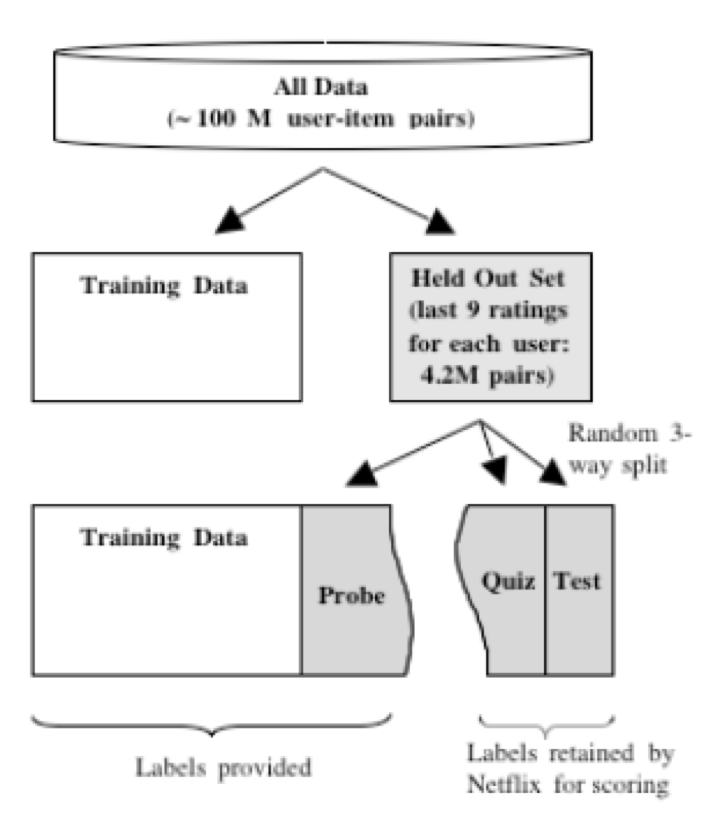 All Data
(~100 M user-item pairs)
Training Data
Held Out Set
(last 9 ratings
for each user:
4.2M pairs)
Random 3-
way split
Training Data
Probe
Quiz
Test
Labels provided
Labels retained by
Netflix for scoring